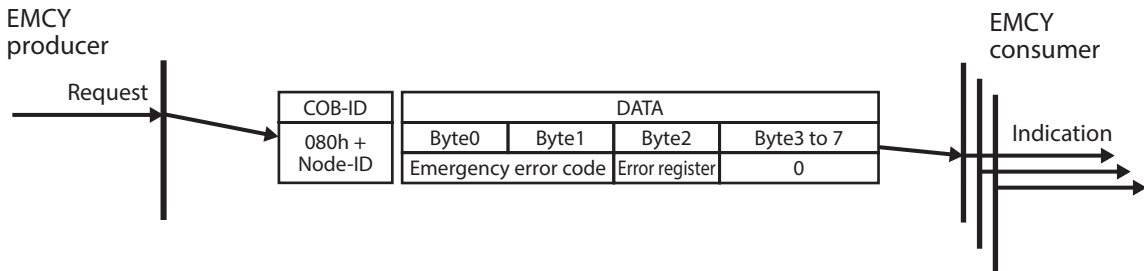 EMCY
producer
EMCY
consumer
Request
COB-ID
DATA
080h +
Node-ID
Byte0
Byte1
Byte2
Byte3 to 7
Emergency error code
Error register
0
Indication